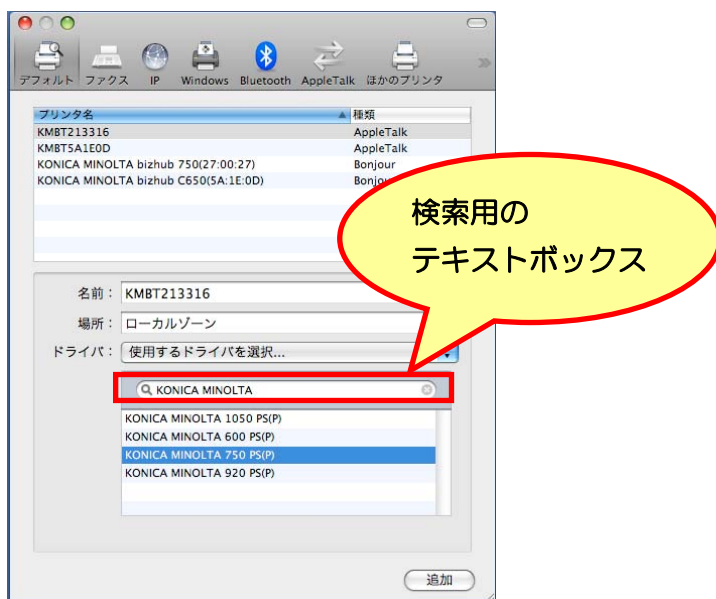 デフォルト ファクス IP Windows Bluetooth AppleTalk ほかのプリンタ
プリンタ名 種類
KMBT213316 AppleTalk
KMBT5A1E0D AppleTalk
KONICA MINOLTA bizhub 750(27:00:27) Bonjour
KONICA MINOLTA bizhub C650(5A:1E:0D)
検索用の
テキストボックス
名前： KMBT213316
場所： ローカルゾーン
ドライバ： 使用するドライバを選択...
KONICA MINOLTA
KONICA MINOLTA 1050 PS(P)
KONICA MINOLTA 600 PS(P)
KONICA MINOLTA 750 PS(P)
KONICA MINOLTA 920 PS(P)
追加